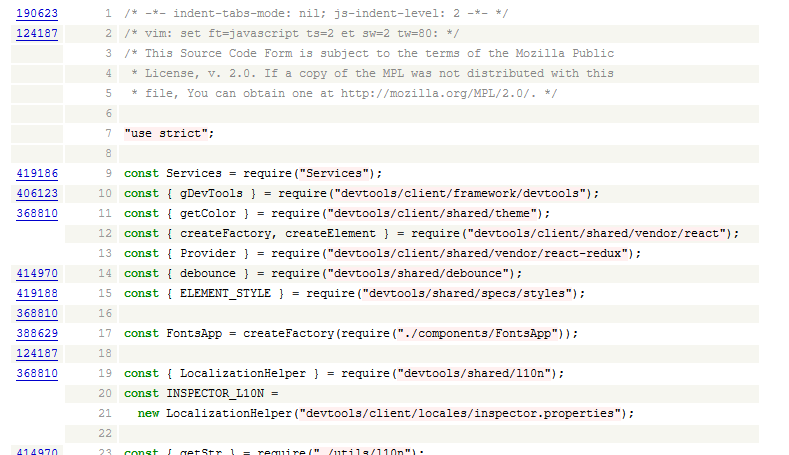 190623 1 /* -*- indent-tabs-mode: nil; js-indent-level: 2 -*- */
124187 2 /* vim: set ft=javascript ts=2 et sw=2 tw=80: */
3 /* This Source Code Form is subject to the terms of the Mozilla Public
4 * License, v. 2.0. If a copy of the MPL was not distributed with this
5 * file, You can obtain one at http://mozilla.org/MPL/2.0/. */
6
7 "use strict";
8
419186 9 const Services = require("Services");
406123 10 const { gDevTools } = require("devtools/client/framework/devtools");
368810 11 const { getColor } = require("devtools/client/shared/theme");
12 const { createFactory, createElement } = require("devtools/client/shared/vendor/react");
13 const { Provider } = require("devtools/client/shared/vendor/react-redux");
414970 14 const { debounce } = require("devtools/shared/debounce");
419188 15 const { ELEMENT_STYLE } = require("devtools/shared/specs/styles");
368810 16
388629 17 const FontsApp = createFactory(require("./components/FontsApp"));
124187 18
368810 19 const { LocalizationHelper } = require("devtools/shared/l10n");
20 const INSPECTOR_L10N =
21 new LocalizationHelper("devtools/client/locales/inspector.properties");
22
414970 23 const { getStr } = require("./utils/l10n");